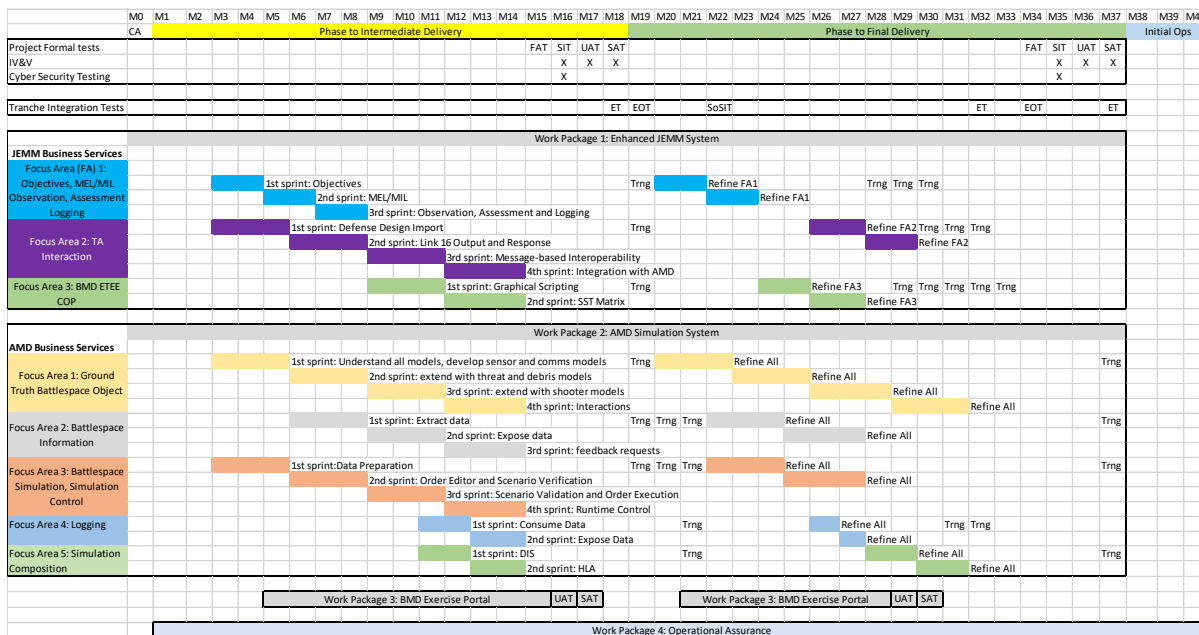 M0 M1 M2 M3 M4 M5 M6 M7 M8 M9 M10 M11 M12 M13 M14 M15 M16 M17 M18 M19 M20 M21 M22 M23 M24 M25 M26 M27 M28 M29 M30 M31 M32 M33 M34 M35 M36 M37 M38 M39 M4
CA Phase to Intermediate Delivery Phase to Final Delivery Initial Ops
Project Formal tests FAT SIT UAT SAT FAT SIT UAT SAT
IV&V X X X X X X
Cyber Security Testing X X
Tranche Integration Tests ET EOT SoSIT ET EOT ET
Work Package 1: Enhanced JEMM System
JEMM Business Services
Focus Area (FA) 1:
Objectives, MEL/MIL 1st sprint: Objectives Trng Refine FA1 Trng Trng Trng
Observation, Assessment 2nd sprint: MEL/MIL Refine FA1
Logging 3rd sprint: Observation, Assessment and Logging
1st sprint: Defense Design Import Trng Refine FA2 Trng Trng Trng
Focus Area 2: TA 2nd sprint: Link 16 Output and Response Refine FA2
Interaction 3rd sprint: Message-based Interoperability
4th sprint: Integration with AMD
Focus Area 3: BMD ETEE 1st sprint: Graphical Scripting Trng Refine FA3 Trng Trng Trng Trng Trng
COP 2nd sprint: SST Matrix Refine FA3
Work Package 2: AMD Simulation System
AMD Business Services
1st sprint: Understand all models, develop sensor and comms models Trng Refine All Trng
Focus Area 1: Ground 2nd sprint: extend with threat and debris models Refine All
Truth Battlespace Object 3rd sprint: extend with shooter models Refine All
4th sprint: Interactions Refine All
1st sprint: Extract data Trng Trng Trng Refine All Trng
Focus Area 2: Battlespace 2nd sprint: Expose data Refine All
Information 3rd sprint: feedback requests
Focus Area 3: Battlespace 1st sprint:Data Preparation Trng Trng Trng Refine All Trng
Simulation, Simulation 2nd sprint: Order Editor and Scenario Verification Refine All
Control 3rd sprint: Scenario Validation and Order Execution
4th sprint: Runtime Control
Focus Area 4: Logging 1st sprint: Consume Data Trng Refine All Trng Trng
2nd sprint: Expose Data Refine All
Focus Area 5: Simulation 1st sprint: DIS Trng Refine All Trng
Composition 2nd sprint: HLA Refine All
Work Package 3: BMD Exercise Portal UAT SAT Work Package 3: BMD Exercise Portal UAT SAT
Work Package 4: Operational Assurance